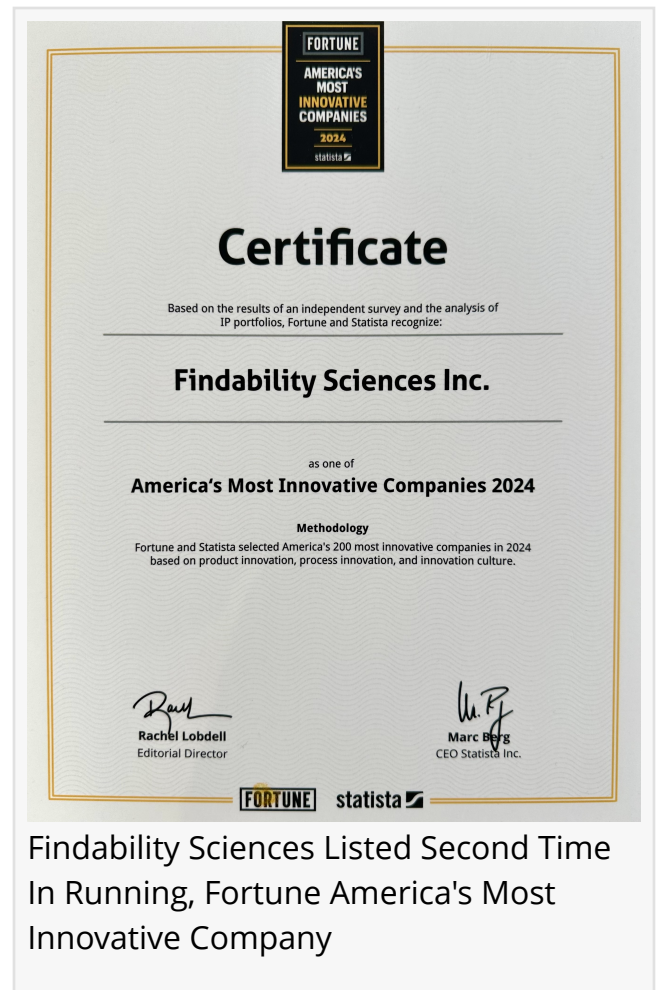 FORTUNE
AMERICA'S
MOST
INNOVATIVE
COMPANIES
2024
statista
Certificate
Based on the results of an independent survey and the analysis of
IP portfolios, Fortune and Statista recognize:
Findability Sciences Inc.
as one of
America‘s Most Innovative Companies 2024
Methodology
Fortune and Statista selected America's 200 most innovative companies in 2024
based on product innovation, process innovation, and innovation culture.
Rachel Lobdell
Editorial Director
Marc Berg
CEO Statista Inc.
FORTUNE statista
Findability Sciences Listed Second Time
In Running, Fortune America's Most
Innovative Company